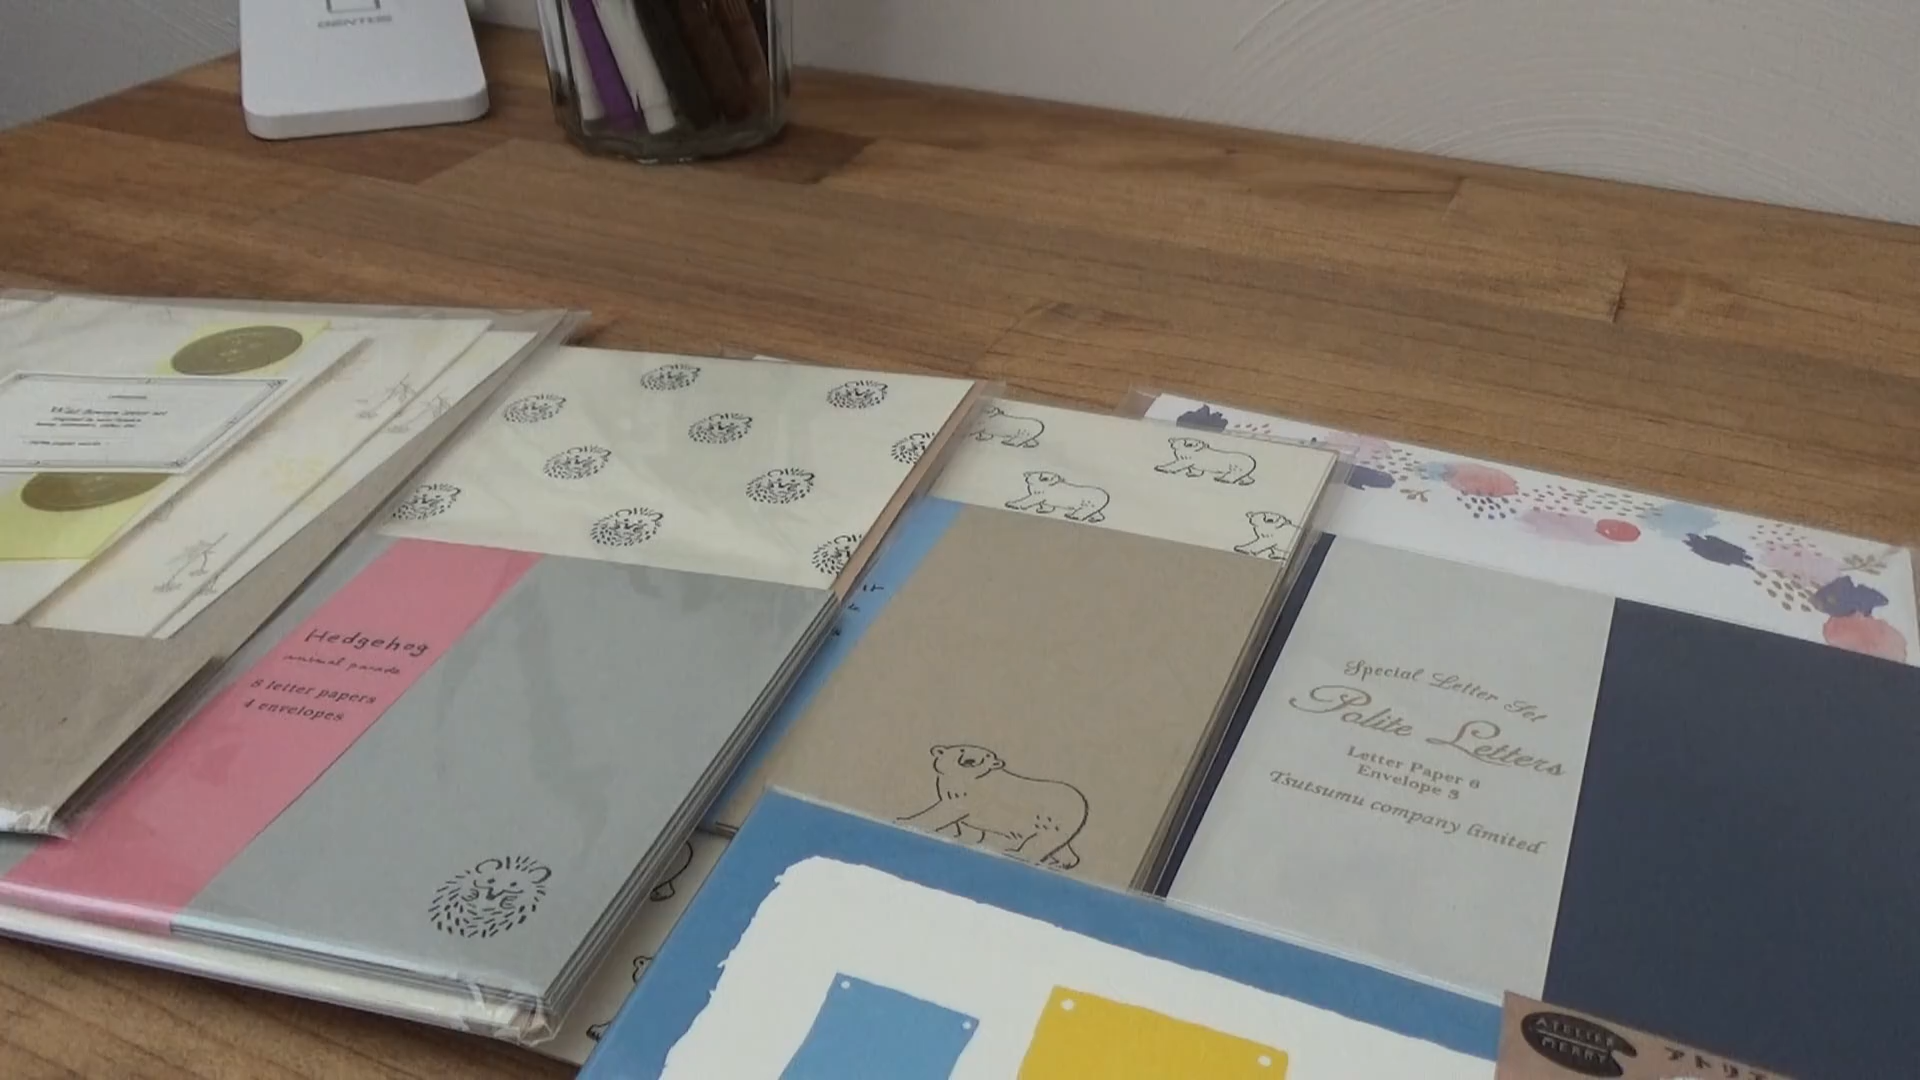 GENTOS
Hedgehog
animal parade
8 letter papers
4 envelopes
Special Letter Set
Polite Letters
Letter Paper 6
Envelope 3
Tsutsumu company limited
ATELIER
MERRY
アトリエ